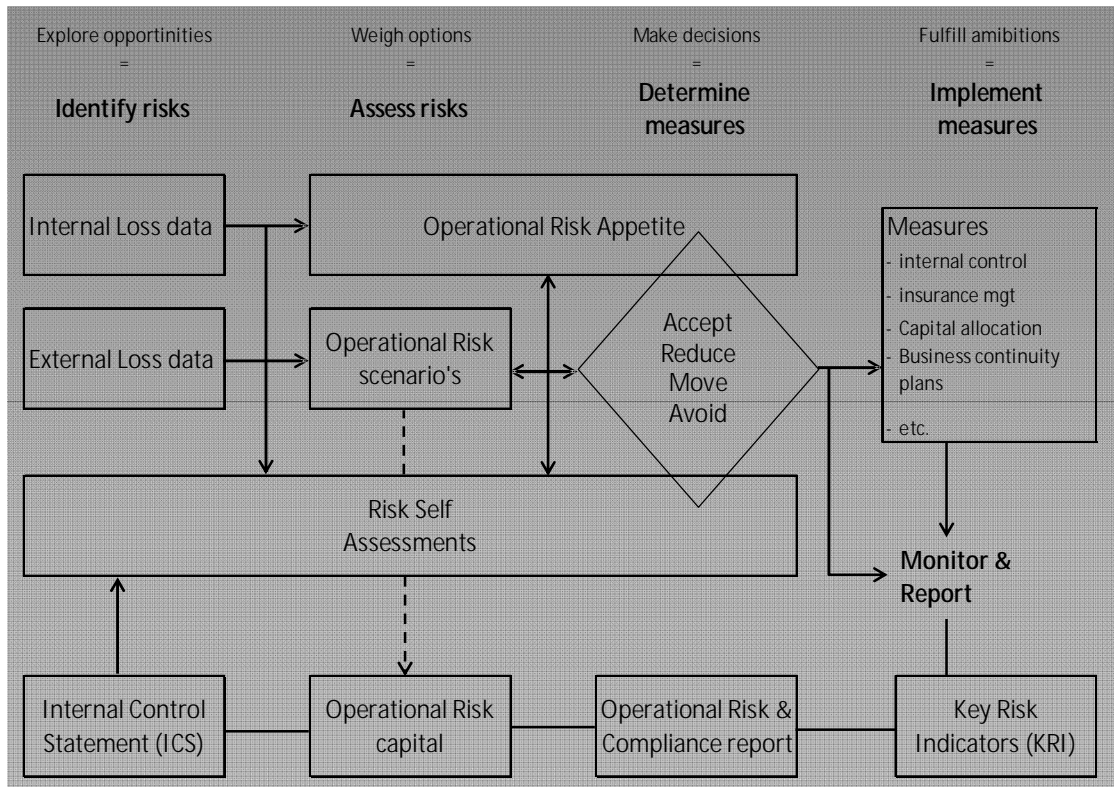 Explore opportinities
=
Identify risks
Weigh options
=
Assess risks
Make decisions
=
Determine
measures
Fulfill amibitions
=
Implement
measures
Internal Loss data
Operational Risk Appetite
External Loss data
Operational Risk
scenario's
Accept
Reduce
Move
Avoid
Measures
- internal control
- insurance mgt
- Capital allocation
- Business continuity
plans
- etc.
Risk Self
Assessments
Monitor &
Report
Internal Control
Statement (ICS)
Operational Risk
capital
Operational Risk &
Compliance report
Key Risk
Indicators (KRI)